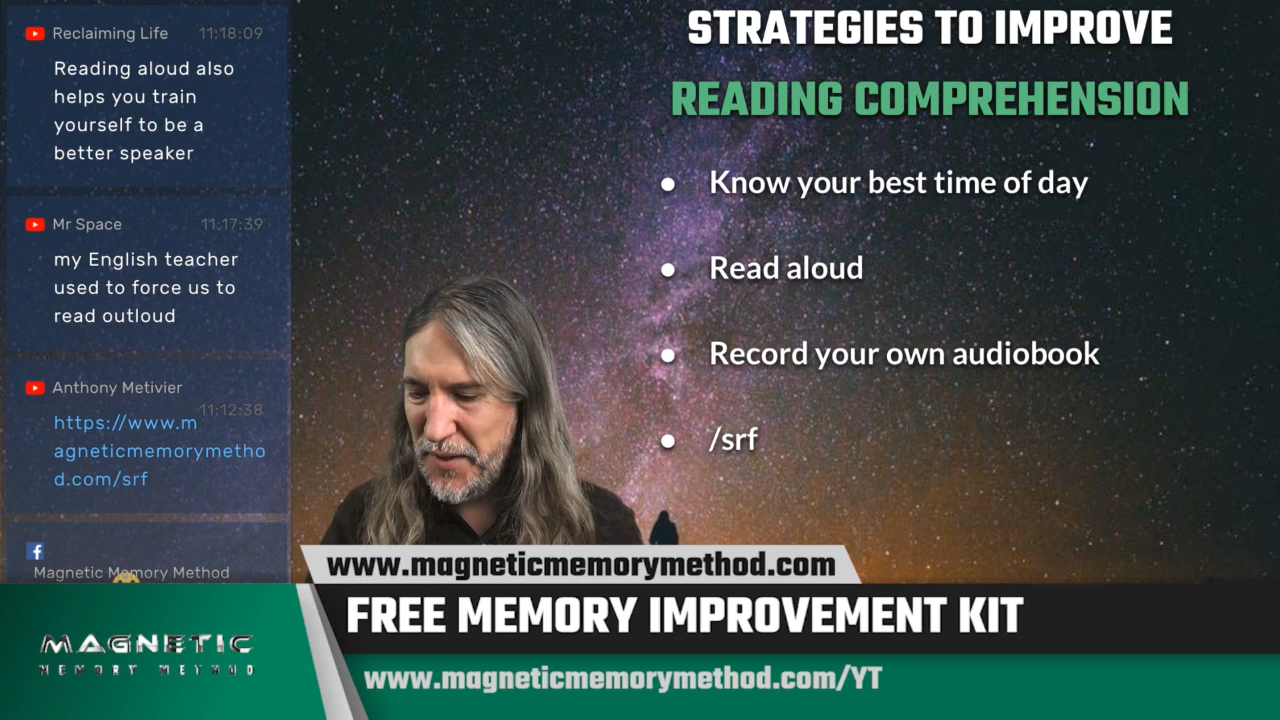 Reclaiming Life 11:18:09
Reading aloud also
helps you train
yourself to be a
better speaker
Mr Space 11:17:39
my English teacher
used to force us to
read outloud
Anthony Metivier
11:12:38
https://www.m
agneticmemorymetho
d.com/srf
Magnetic Memory Method
STRATEGIES TO IMPROVE
READING COMPREHENSION
• Know your best time of day
• Read aloud
• Record your own audiobook
• /srf
www.magneticmemorymethod.com
FREE MEMORY IMPROVEMENT KIT
www.magneticmemorymethod.com/YT
MAGNETIC
MEMORY METHOD